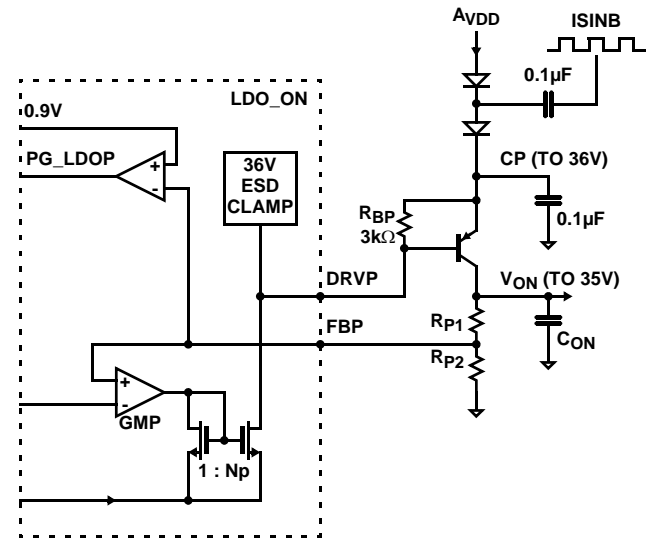 AVDD
ISINB
0.1µF
LDO_ON
0.9V
PG_LDOP
+
-
36V
ESD
CLAMP
CP (TO 36V)
RBP
3kΩ
0.1µF
DRVP
VON (TO 35V)
FBP
RP1
CON
RP2
+
-
GMP
1 : Np